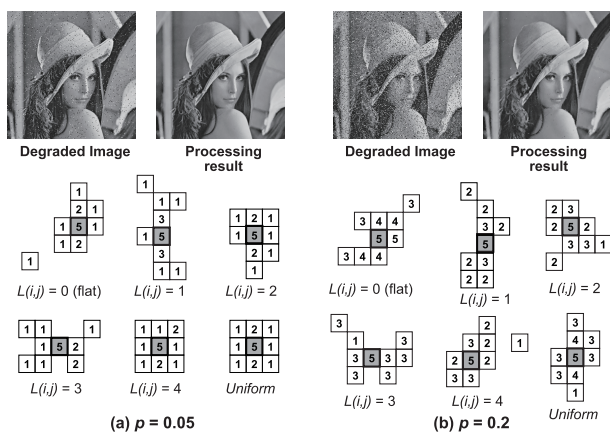 Degraded Image
Processing result
Degraded Image
Processing result
1
2 1
1 5 1
1 2
1
L(i,j) = 0 (flat)
1
1 1
3
1 5
3
1 1
L(i,j) = 1
1 2 1
1 5 1
2 2
1
L(i,j) = 2
1 1 1
1 5 2
1 1 2
L(i,j) = 3
1 1 2
1 5 1
1 2 1
L(i,j) = 4
1 1 1
1 5 1
1 1 1
Uniform
(a) p = 0.05
3
3 4 4
5 5
3 4 4
L(i,j) = 0 (flat)
2
2
3 2
5
2 3
2 2
L(i,j) = 1
2 3
2 5 2
2 3 3 1
2
L(i,j) = 2
3
1 3
3 5 3 3
3 3 3
L(i,j) = 3
2
3 2
2 5 2
3 3
L(i,j) = 4
1
3
3 4
3 5 3
3 4
1
Uniform
(b) p = 0.2